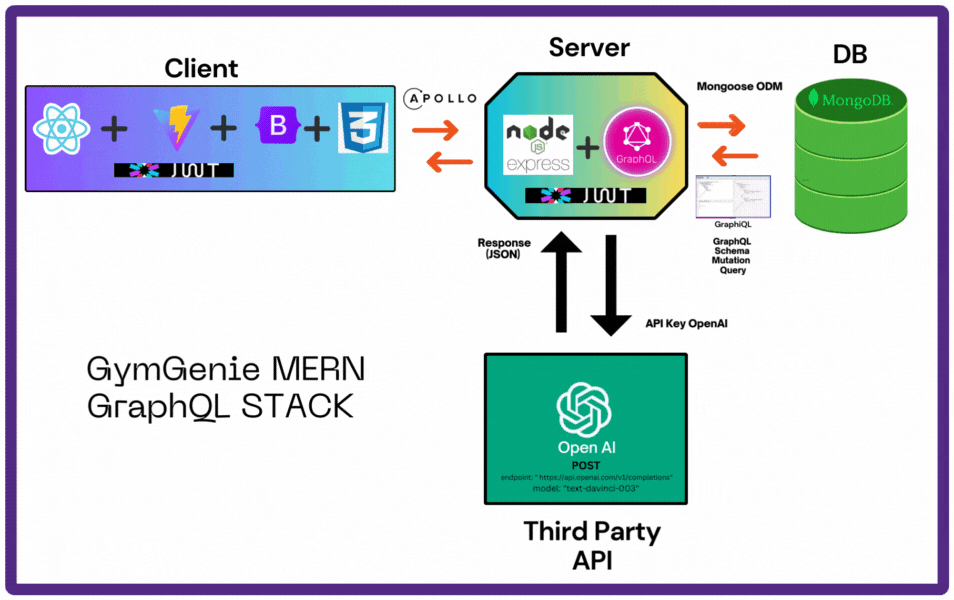 Client
Server
DB
B
3
JWT
APOLLO
node
JS
express
GraphQL
JWT
Mongoose ODM
MongoDB
GraphiQL
GraphQL
Schema
Mutation
Query
Response
(JSON)
API Key OpenAI
GymGenie MERN
GraphQL STACK
Open AI
POST
endpoint: " https://api.openai.com/v1/completions"
model: "text-davinci-003"
Third Party
API